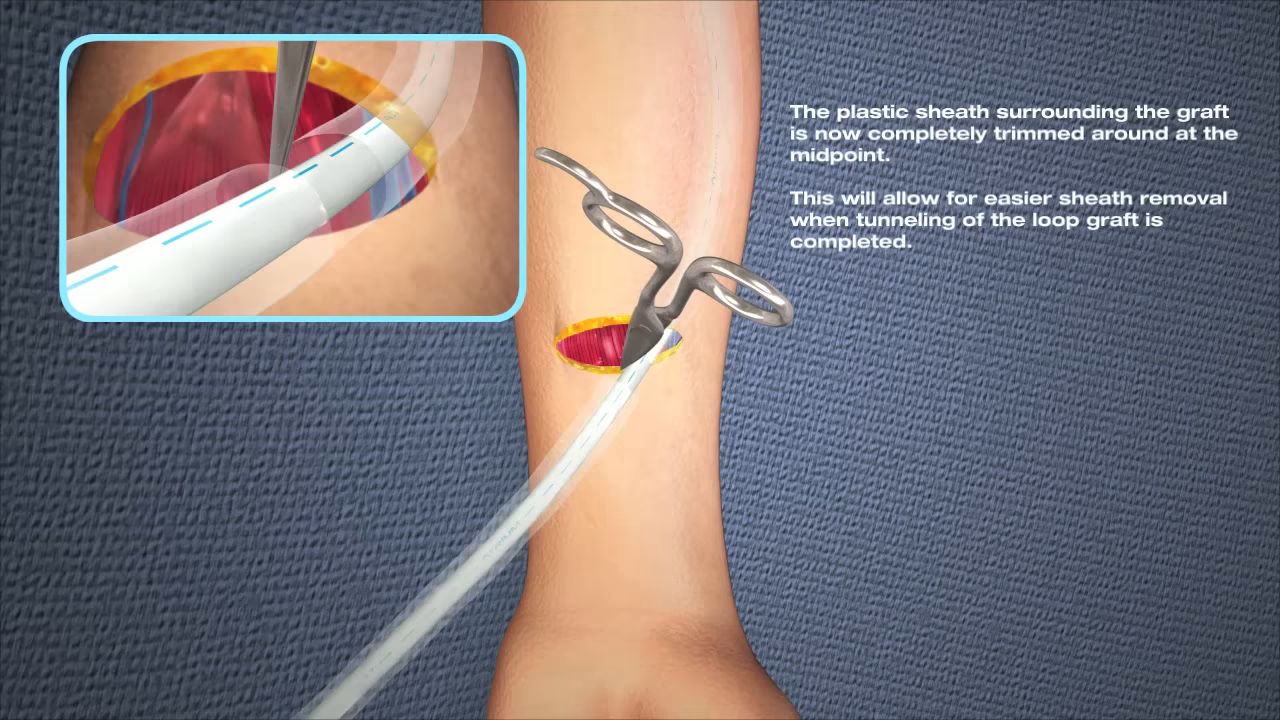 The plastic sheath surrounding the graft
is now completely trimmed around at the
midpoint.
This will allow for easier sheath removal
when tunneling of the loop graft is
completed.